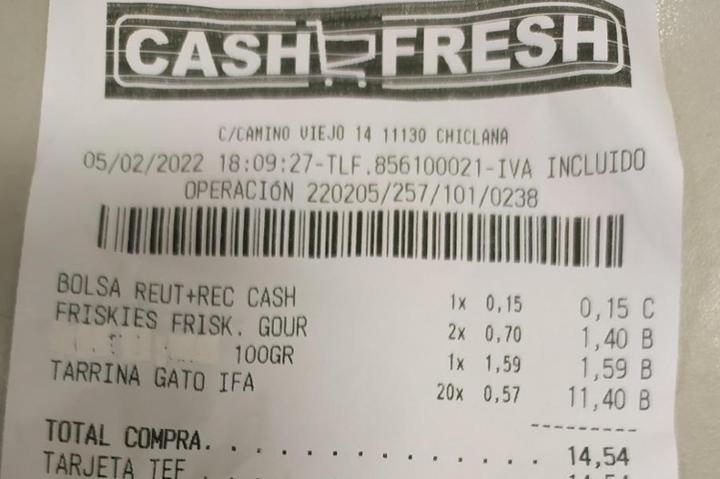 CASH FRESH
C/CAMINO VIEJO 14 11130 CHICLANA
05/02/2022 18:09:27-TLF.856100021-IVA INCLUIDO
OPERACIÓN 220205/257/101/0238
BOLSA REUT+REC CASH 1x 0,15 0,15 C
FRISKIES FRISK. GOUR 2x 0,70 1,40 B
100GR 1x 1,59 1,59 B
TARRINA GATO IFA 20x 0,57 11,40 B
TOTAL COMPRA. . . . . . . . . . . . . . 14,54
TARJETA TEF